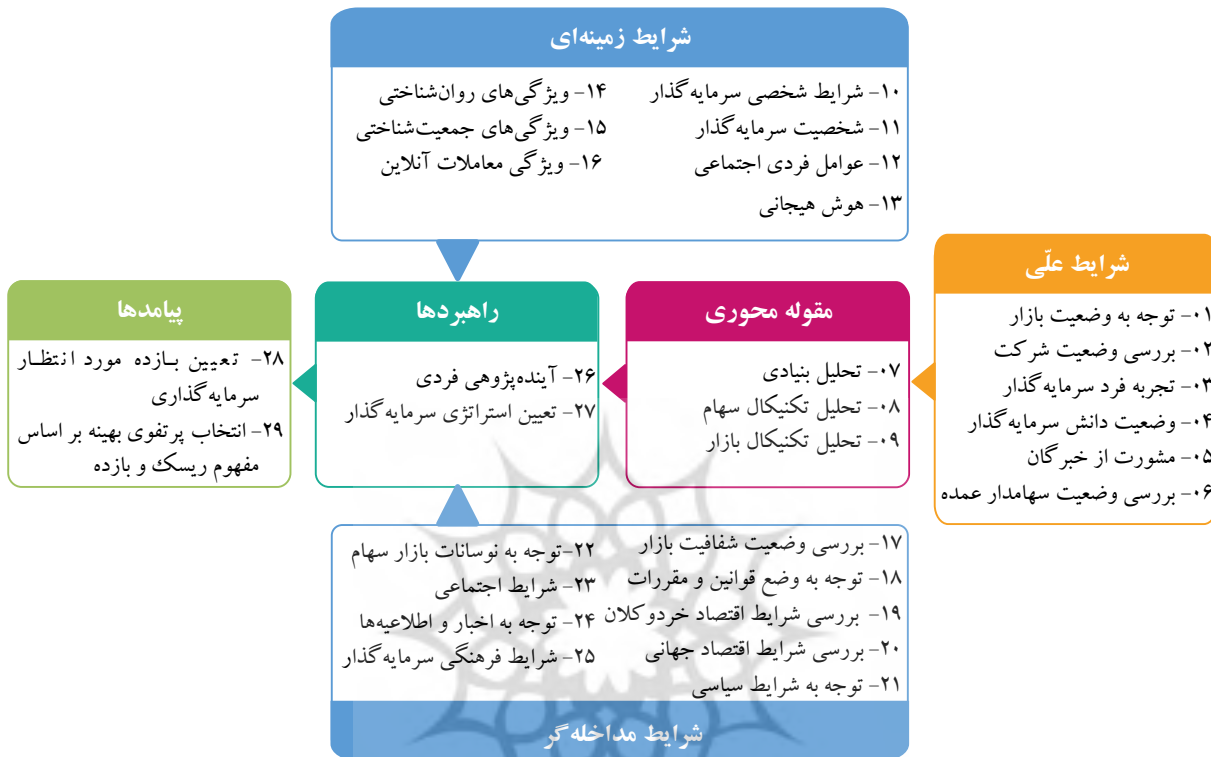 شرایط زمینه‌ای
۱۰- شرایط شخصی سرمایه‌گذار
۱۱- شخصیت سرمایه‌گذار
۱۲- عوامل فردی اجتماعی
۱۳- هوش هیجانی
۱۴- ویژگی‌های روان‌شناختی
۱۵- ویژگی‌های جمعیت‌شناختی
۱۶- ویژگی معاملات آنلاین
شرایط علّی
۰۱- توجه به وضعیت بازار
۰۲- بررسی وضعیت شرکت
۰۳- تجربه فرد سرمایه‌گذار
۰۴- وضعیت دانش سرمایه‌گذار
۰۵- مشورت از خبرگان
۰۶- بررسی وضعیت سهامدار عمده
مقوله محوری
۰۷- تحلیل بنیادی
۰۸- تحلیل تکنیکال سهام
۰۹- تحلیل تکنیکال بازار
راهبردها
۲۶- آینده‌پژوهی فردی
۲۷- تعیین استراتژی سرمایه‌گذار
پیامدها
۲۸- تعیین بازده مورد انتظار
سرمایه‌گذاری
۲۹- انتخاب پرتفوی بهینه بر اساس
مفهوم ریسک و بازده
۱۷- بررسی وضعیت شفافیت بازار
۱۸- توجه به وضع قوانین و مقررات
۱۹- بررسی شرایط اقتصاد خردوکلان
۲۰- بررسی شرایط اقتصاد جهانی
۲۱- توجه به شرایط سیاسی
۲۲-توجه به نوسانات بازار سهام
۲۳- شرایط اجتماعی
۲۴- توجه به اخبار و اطلاعیه‌ها
۲۵- شرایط فرهنگی سرمایه‌گذار
شرایط مداخله‌گر